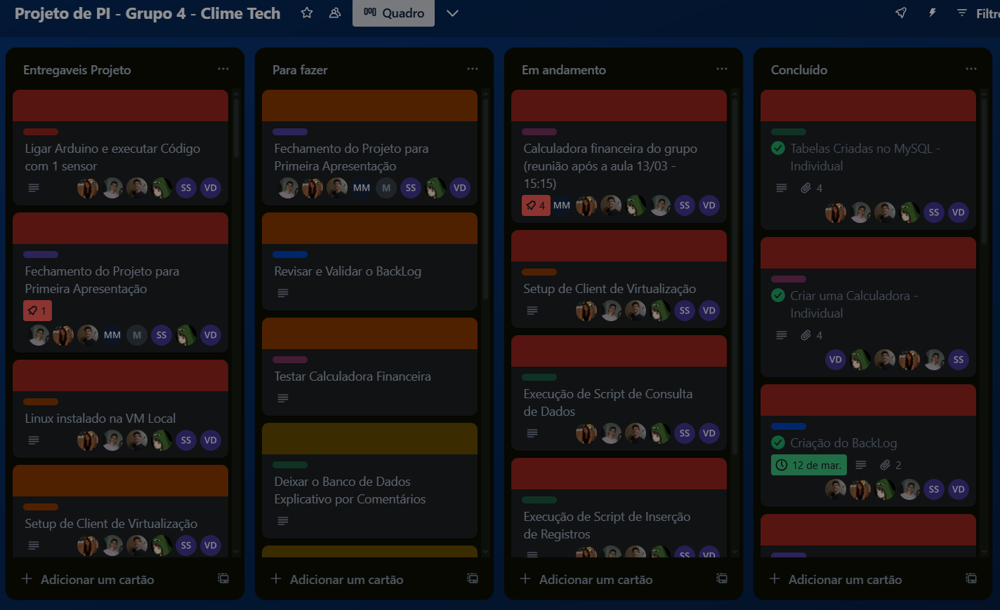 Projeto de PI - Grupo 4 - Clime Tech
Quadro
Filtro
Entregaveis Projeto
Ligar Arduino e executar Código
com 1 sensor
SS
VD
Fechamento do Projeto para
Primeira Apresentação
1
MM
M
SS
VD
Linux instalado na VM Local
SS
VD
Setup de Client de Virtualização
SS
VD
Adicionar um cartão
Para fazer
Fechamento do Projeto para
Primeira Apresentação
MM
M
SS
VD
Revisar e Validar o BackLog
Testar Calculadora Financeira
Deixar o Banco de Dados
Explicativo por Comentários
Adicionar um cartão
Em andamento
Calculadora financeira do grupo
(reunião após a aula 13/03 -
15:15)
4
MM
SS
VD
Setup de Client de Virtualização
SS
VD
Execução de Script de Consulta
de Dados
SS
VD
Execução de Script de Inserção
de Registros
SS
VD
Adicionar um cartão
Concluído
Tabelas Criadas no MySQL -
Individual
4
SS
VD
Criar uma Calculadora -
Individual
4
VD
SS
Criação do BackLog
12 de mar.
2
SS
VD
Adicionar um cartão